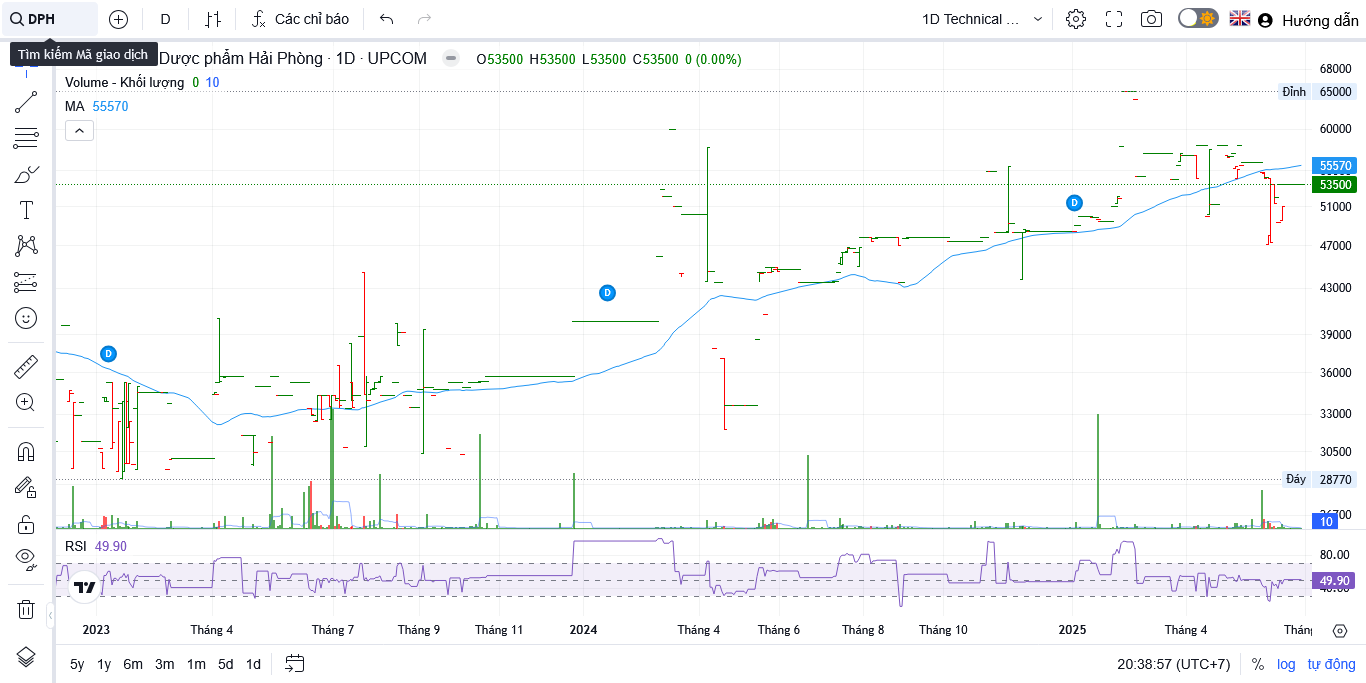 DPH
D
Các chỉ báo
1D Technical ...
Hướng dẫn
Tìm kiếm Mã giao dịch
Dược phẩm Hải Phòng · 1D · UPCOM
O53500 H53500 L53500 C53500 0 (0.00%)
Volume - Khối lượng 0 10
MA 55570
68000
Đỉnh 65000
60000
55570
53500
51000
47000
43000
39000
36000
33000
30500
Đáy 28770
10
D
D
D
RSI 49.90
80.00
49.90
2023 Tháng 4 Tháng 7 Tháng 9 Tháng 11 2024 Tháng 4 Tháng 6 Tháng 8 Tháng 10 2025 Tháng 4
5y 1y 6m 3m 1m 5d 1d
20:38:57 (UTC+7) % log tự động